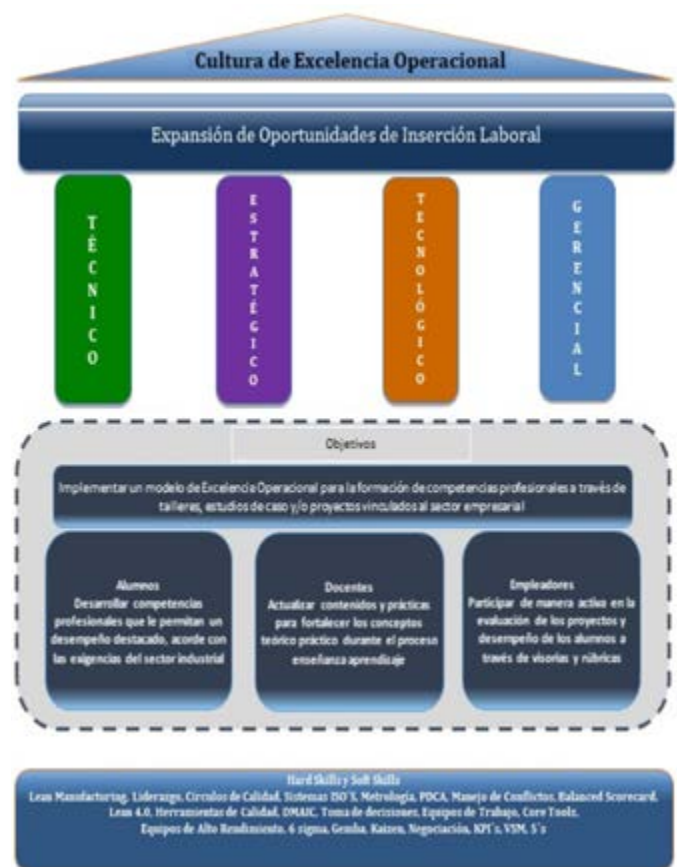 Cultura de Excelencia Operacional
Expansión de Oportunidades de Inserción Laboral
TÉCNICO
ESTRATÉGICO
TECNOLÓGICO
GERENCIAL
Objetivos
Implementar un modelo de Excelencia Operacional para la formación de competencias profesionales a través de
talleres, estudios de caso y/o proyectos vinculados al sector empresarial
Alumnos
Desarrollar competencias
profesionales que le permitan un
desempeño destacado, acorde con
las exigencias del sector industrial
Docentes
Actualizar contenidos y prácticas
para fortalecer los conceptos
teórico práctico durante el proceso
enseñanza aprendizaje
Empleadores
Participar de manera activa en la
evaluación de los proyectos y
desempeño de los alumnos a
través de visorias y rúbricas
Hard Skills y Soft Skills
Lean Manufacturing, Liderazgo, Círculos de Calidad, Sistemas ISO´S, Metrología, PDCA, Manejo de Conflictos, Balanced Scorecard,
Lean 4.0, Herramientas de Calidad, DMAIC, Toma de decisiones, Equipos de Trabajo, Core Tools,
Equipos de Alto Rendimiento, 6 sigma, Gemba, Kaizen, Negociación, KPI´s, VSM, 5´s